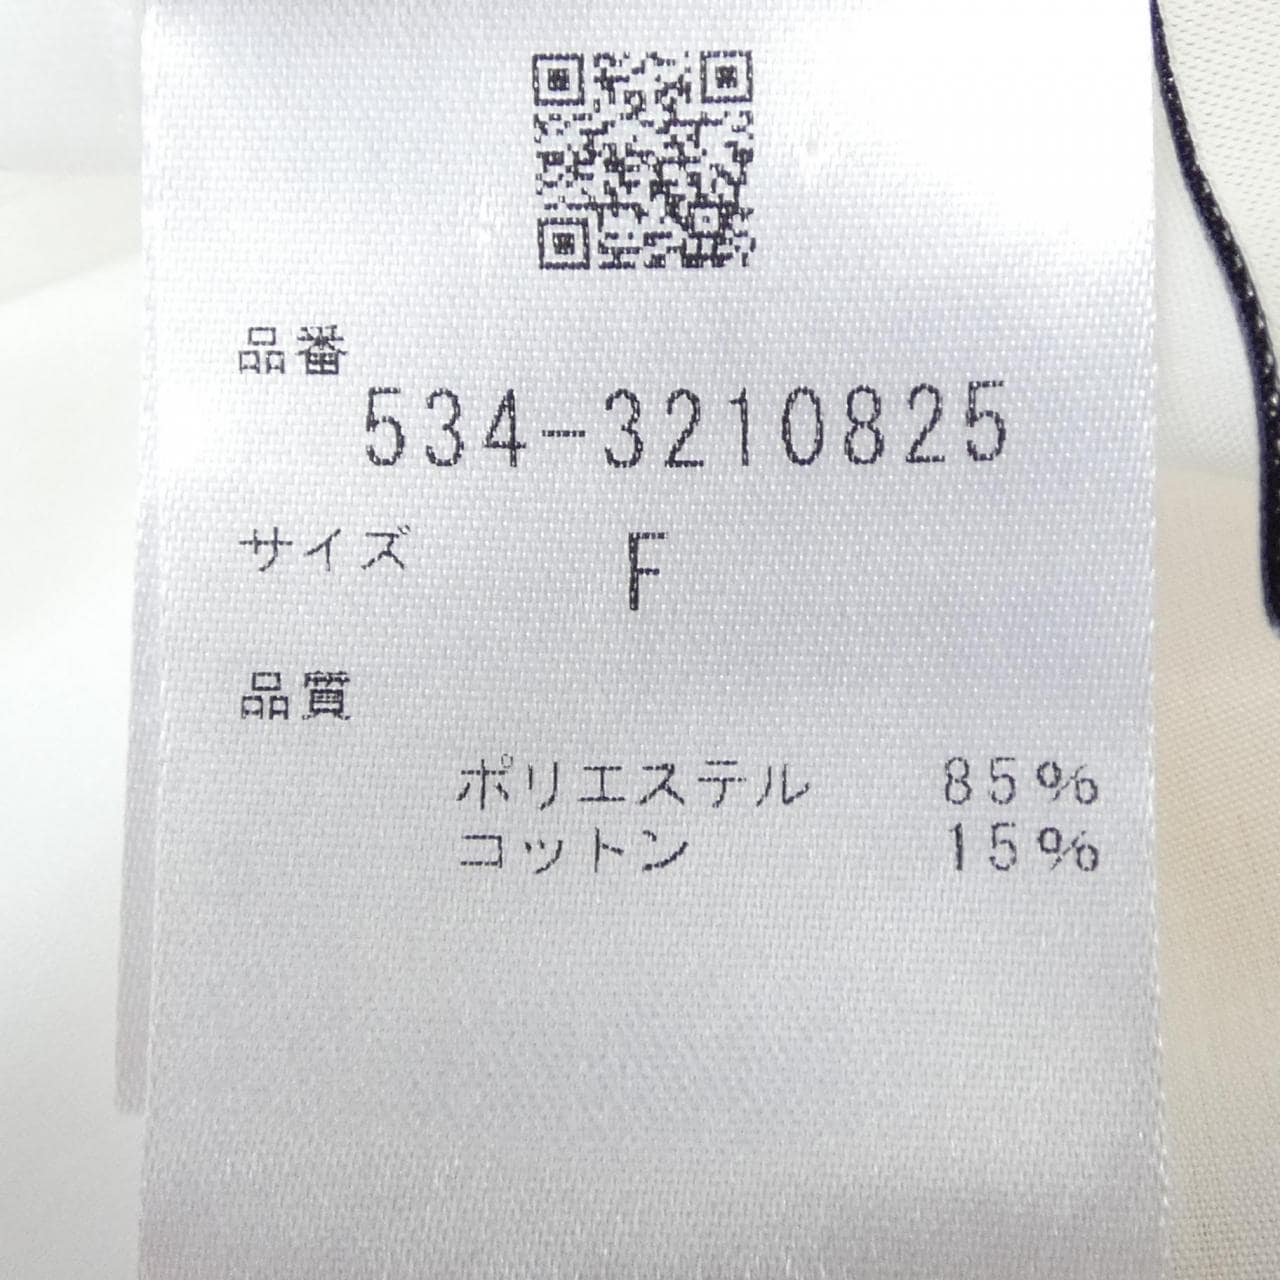 品番
534-3210825
サイズ F
品質
ポリエステル 85%
コットン 15%